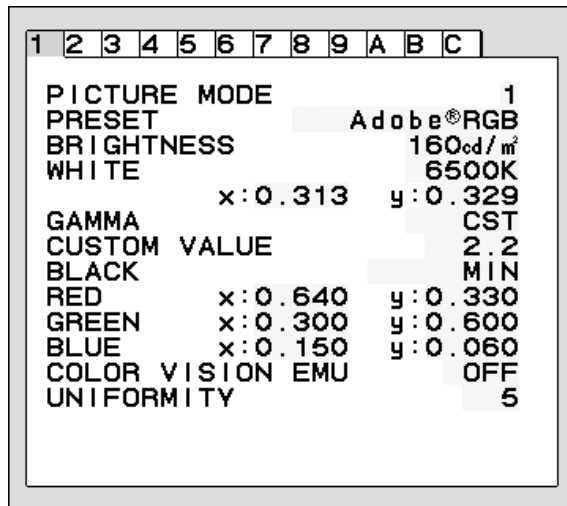 1 2 3 4 5 6 7 8 9 A B C
PICTURE MODE 1
PRESET Adobe®RGB
BRIGHTNESS 160cd/㎡
WHITE 6500K
x:0.313 y:0.329
GAMMA CST
CUSTOM VALUE 2.2
BLACK MIN
RED x:0.640 y:0.330
GREEN x:0.300 y:0.600
BLUE x:0.150 y:0.060
COLOR VISION EMU OFF
UNIFORMITY 5